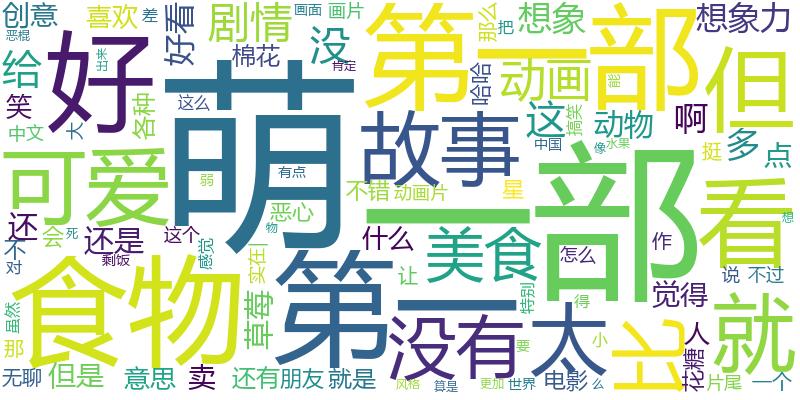 创意
差
喜欢
剧情
画面
画片
那么
把
想象
想象力
恶棍
好看
没
第一部
但
给
好
棉花
肯定
出来
哈哈
动画
能
笑
各种
这么
萌
故事
这
搞笑
动物
啊
中文
大
中国
像
水果
挺
多
点
可爱
弱
有点
不错
动画片
星
一部
看
还
还是
这个
恶心
什么
美食
怎么
作
想
不
对
会
死
剩饭
感觉
物
实在
让
特别
得
觉得
说
不过
食物
第一
没有
太
比
就
虽然
那
草莓
要
小
人
花糖
无聊
但是
意思
卖
还有
朋友
就是
风格
算是
更加
世界
电影
么
片尾
一个